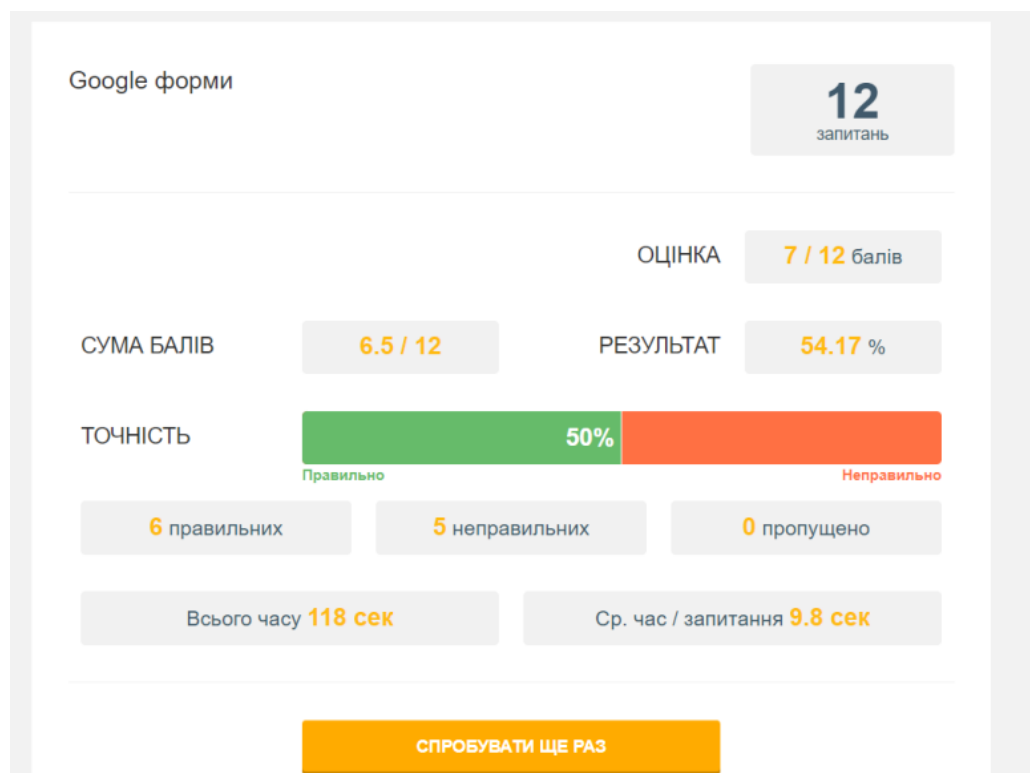 Google форми
12
запитань
ОЦІНКА 7 / 12 балів
СУМА БАЛІВ 6.5 / 12 РЕЗУЛЬТАТ 54.17 %
ТОЧНІСТЬ 50%
Правильно Неправильно
6 правильних 5 неправильних 0 пропущено
Всього часу 118 сек Ср. час / запитання 9.8 сек
СПРОБУВАТИ ЩЕ РАЗ